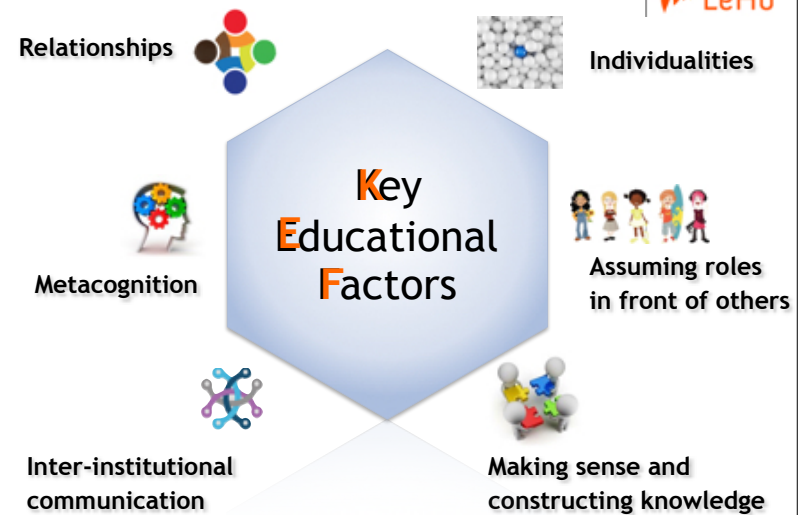 LeMo
Relationships
Individualities
Key
Educational
Factors
Metacognition
Assuming roles
in front of others
Inter-institutional
communication
Making sense and
constructing knowledge